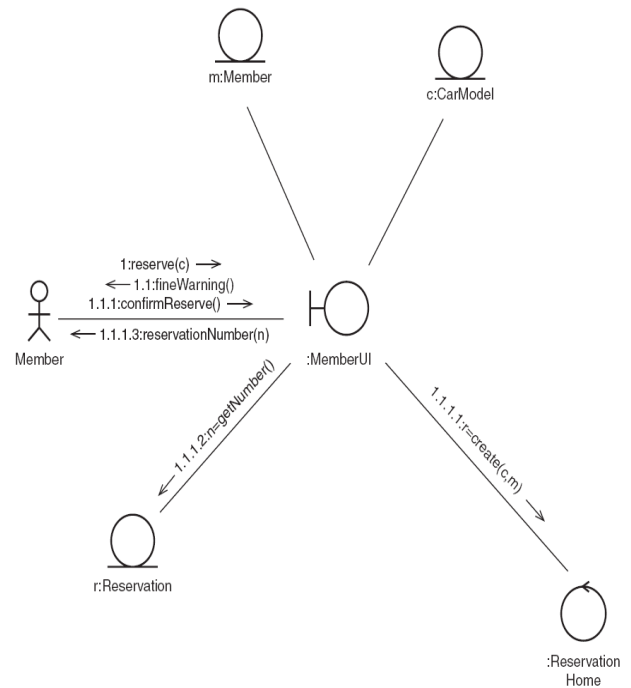 m:Member
c:CarModel
1:reserve(c)
1.1:fineWarning()
1.1.1:confirmReserve()
1.1.1.3:reservationNumber(n)
Member
:MemberUI
1.1.1.2:n=getNumber()
1.1.1.1:r=create(c,m)
r:Reservation
:Reservation
Home